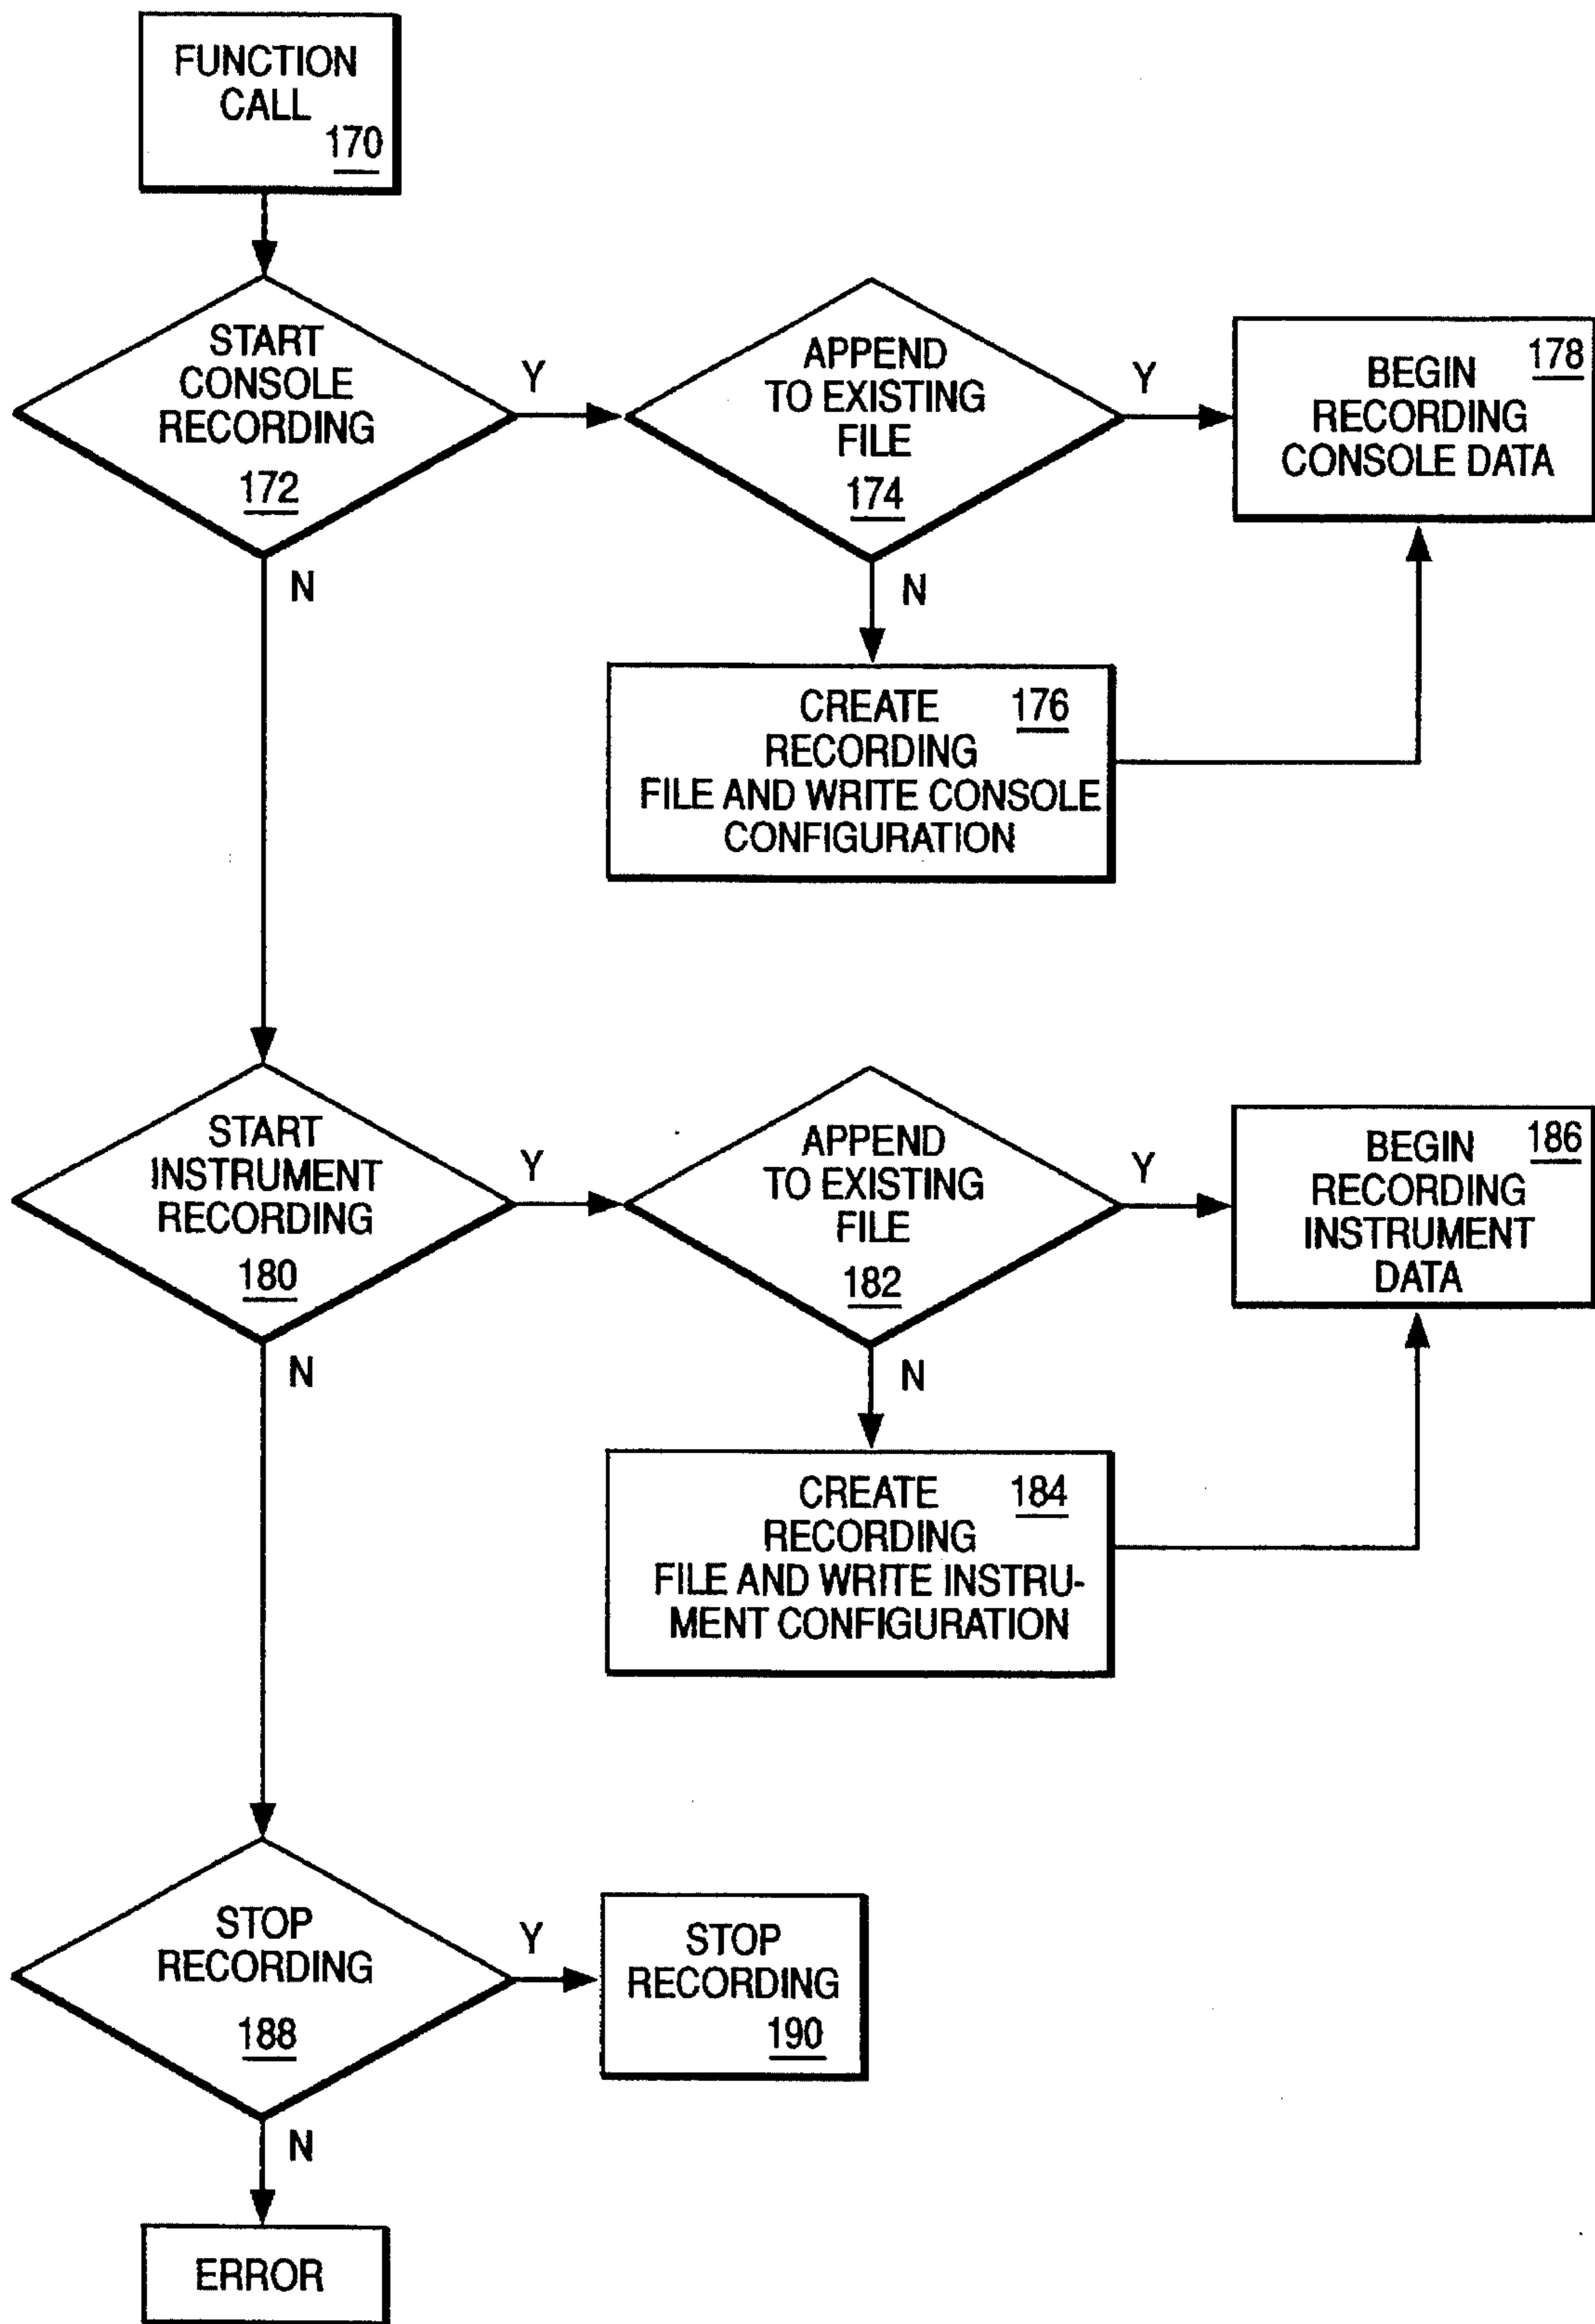 FUNCTION
CALL
170
START
CONSOLE
RECORDING
172
Y
N
APPEND
TO EXISTING
FILE
174
Y
N
BEGIN
RECORDING
CONSOLE DATA
178
CREATE
RECORDING
FILE AND WRITE CONSOLE
CONFIGURATION
176
START
INSTRUMENT
RECORDING
180
Y
N
APPEND
TO EXISTING
FILE
182
Y
N
BEGIN
RECORDING
INSTRUMENT
DATA
186
CREATE
RECORDING
FILE AND WRITE INSTRU-
MENT CONFIGURATION
184
STOP
RECORDING
188
Y
N
STOP
RECORDING
190
ERROR